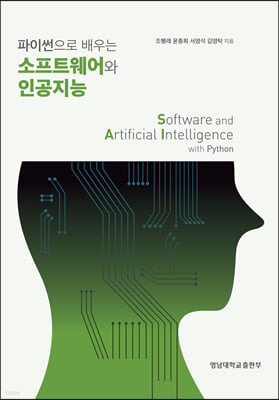 조행래 윤종희 서영석 김영탁 지음
파이썬으로 배우는
소프트웨어와
인공지능
Software and
Artificial Intelligence
with Python
영남대학교출판부